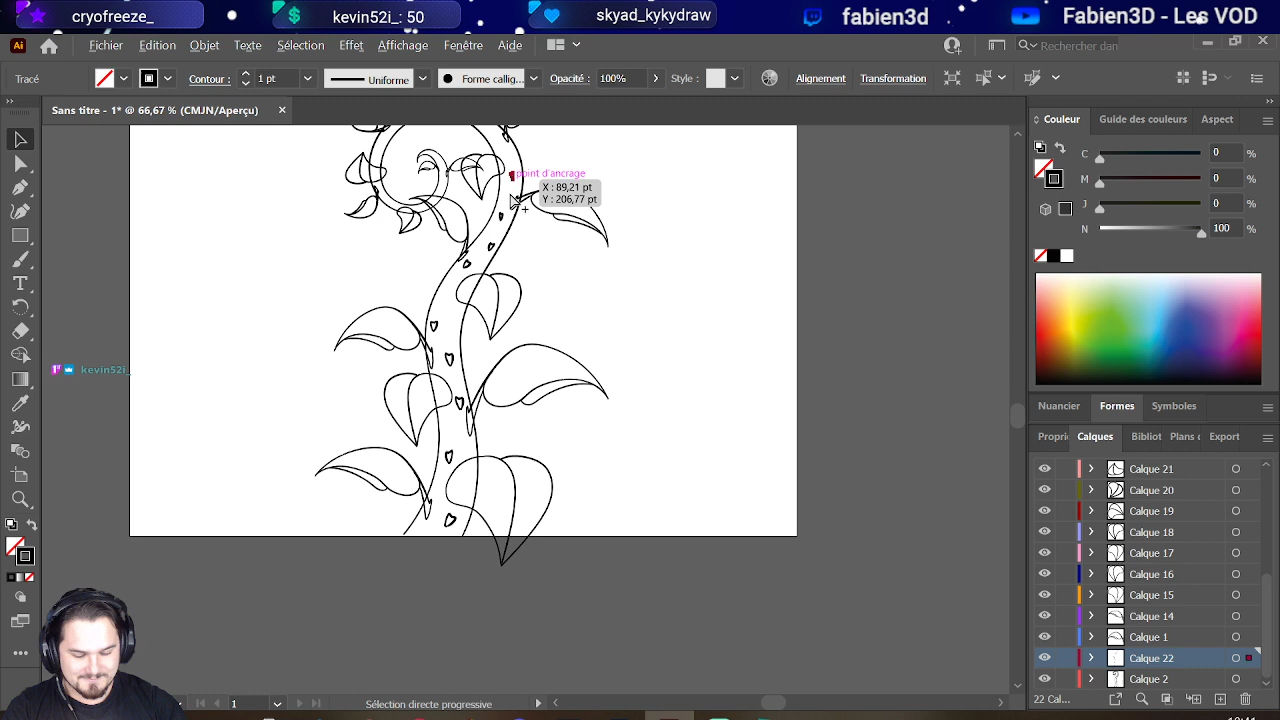 cryofreeze_
kevin52i_: 50
skyad_kykydraw
fabien3d
Fabien3D - Les VOD
Ai
Fichier Edition Objet Texte Sélection Effet Affichage Fenêtre Aide
Rechercher dan
Tracé
Contour :
1 pt
Uniforme
Forme callig...
Opacité :
100%
Style :
Alignement
Transformation
Sans titre - 1* @ 66,67 % (CMJN/Aperçu)
point d'ancrage
X : 89,21 pt
Y : 206,77 pt
kevin52i_
Couleur
Guide des couleurs
Aspect
C 0 %
M 0 %
J 0 %
N 100 %
Nuancier
Formes
Symboles
Propri
Calques
Bibliot
Plans c
Export
Calque 21
Calque 20
Calque 19
Calque 18
Calque 17
Calque 16
Calque 15
Calque 14
Calque 1
Calque 22
Calque 2
22 Cal...
1
Sélection directe progressive